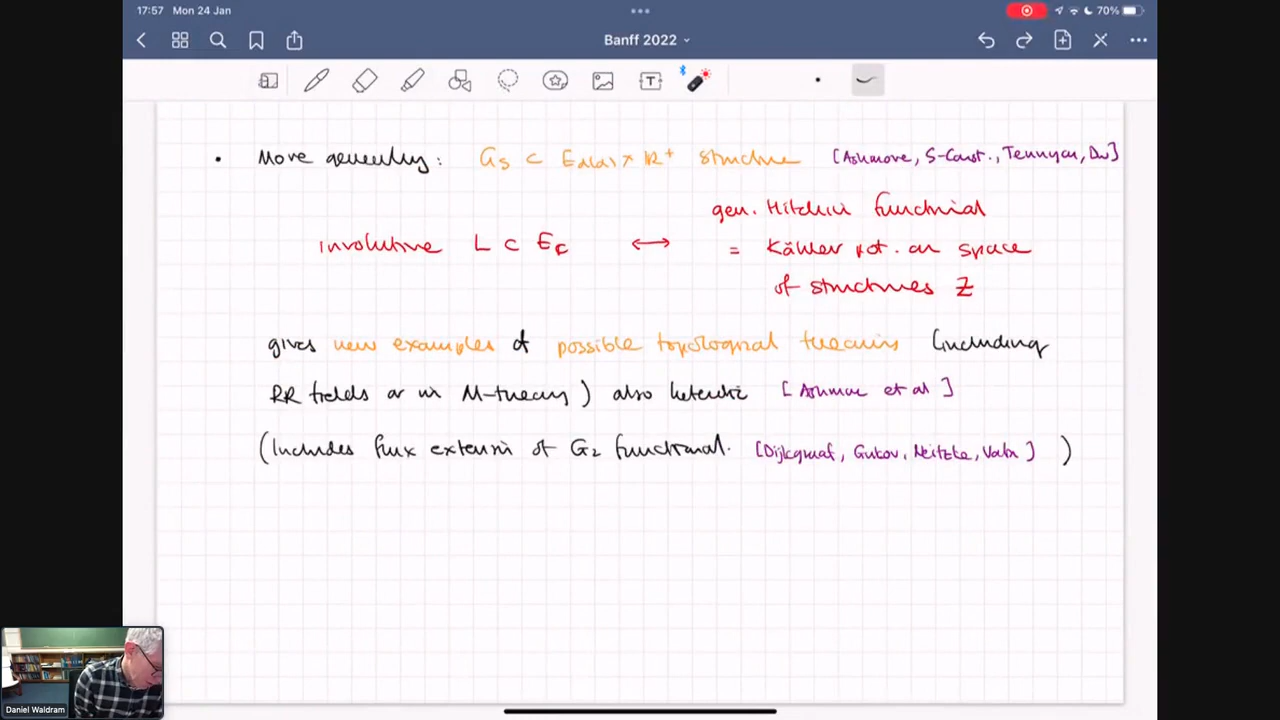 17:57 Mon 24 Jan
70%
Banff 2022
• More generally: G_S ⊂ E_{d(d)} × ℝ⁺ structure [Ashmore, S-Const., Tennyson, DW]
gen. Hitchin functional
involutive L ⊂ E_ℂ ↔ = Kähler pot. on space
of structures Z
gives new examples of possible topological theories (including
RR fields or in M-theory) also heterotic [Ashmore et al]
(Includes flux extension of G₂ functional. [Dijkgraaf, Gukov, Neitzke, Vafa])
Daniel Waldram